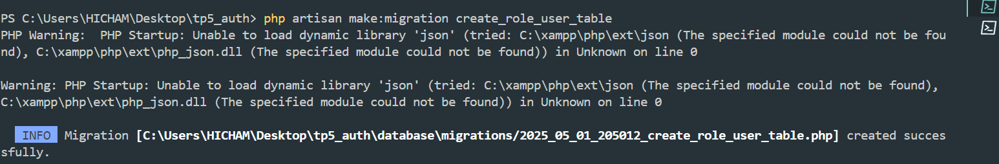 PS C:\Users\HICHAM\Desktop\tp5_auth> php artisan make:migration create_role_user_table
PHP Warning:  PHP Startup: Unable to load dynamic library 'json' (tried: C:\xampp\php\ext\json (The specified module could not be fou
nd), C:\xampp\php\ext\php_json.dll (The specified module could not be found)) in Unknown on line 0
Warning: PHP Startup: Unable to load dynamic library 'json' (tried: C:\xampp\php\ext\json (The specified module could not be found),
C:\xampp\php\ext\php_json.dll (The specified module could not be found)) in Unknown on line 0
INFO  Migration [C:\Users\HICHAM\Desktop\tp5_auth\database\migrations/2025_05_01_205012_create_role_user_table.php] created succes
sfully.